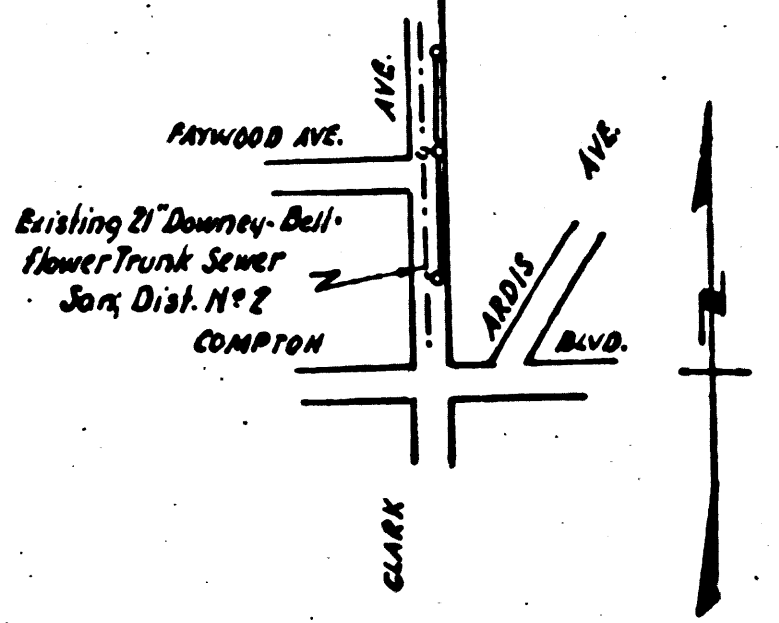 AVE.
FAYWOOD AVE.
AVE.
Existing 21" Downey-Bell-
flower Trunk Sewer
San, Dist. Nº 2
ARDIS
COMPTON
BLVD.
N
CLARK